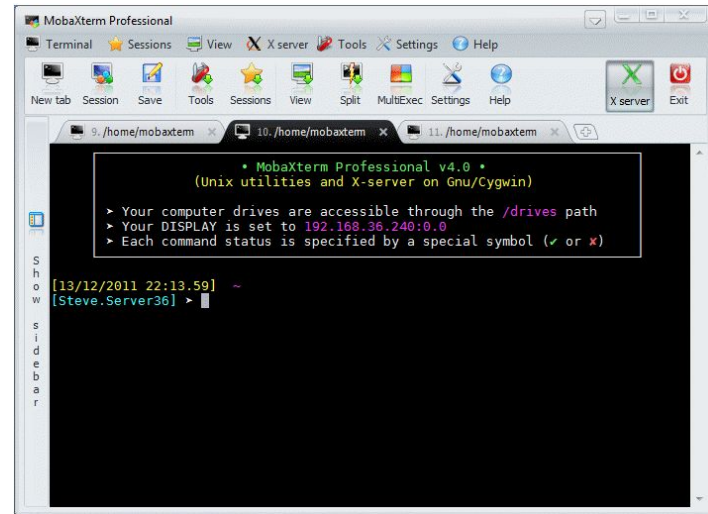 MobaXterm Professional
Terminal Sessions View X server Tools Settings Help
New tab Session Save Tools Sessions View Split MultiExec Settings Help X server Exit
9. /home/mobaxterm 10. /home/mobaxterm 11. /home/mobaxterm
• MobaXterm Professional v4.0 •
(Unix utilities and X-server on Gnu/Cygwin)
➤ Your computer drives are accessible through the /drives path
➤ Your DISPLAY is set to 192.168.36.240:0.0
➤ Each command status is specified by a special symbol (✔ or ✘)
Show sidebar
[13/12/2011 22:13.59] ~
[Steve.Server36] ➤